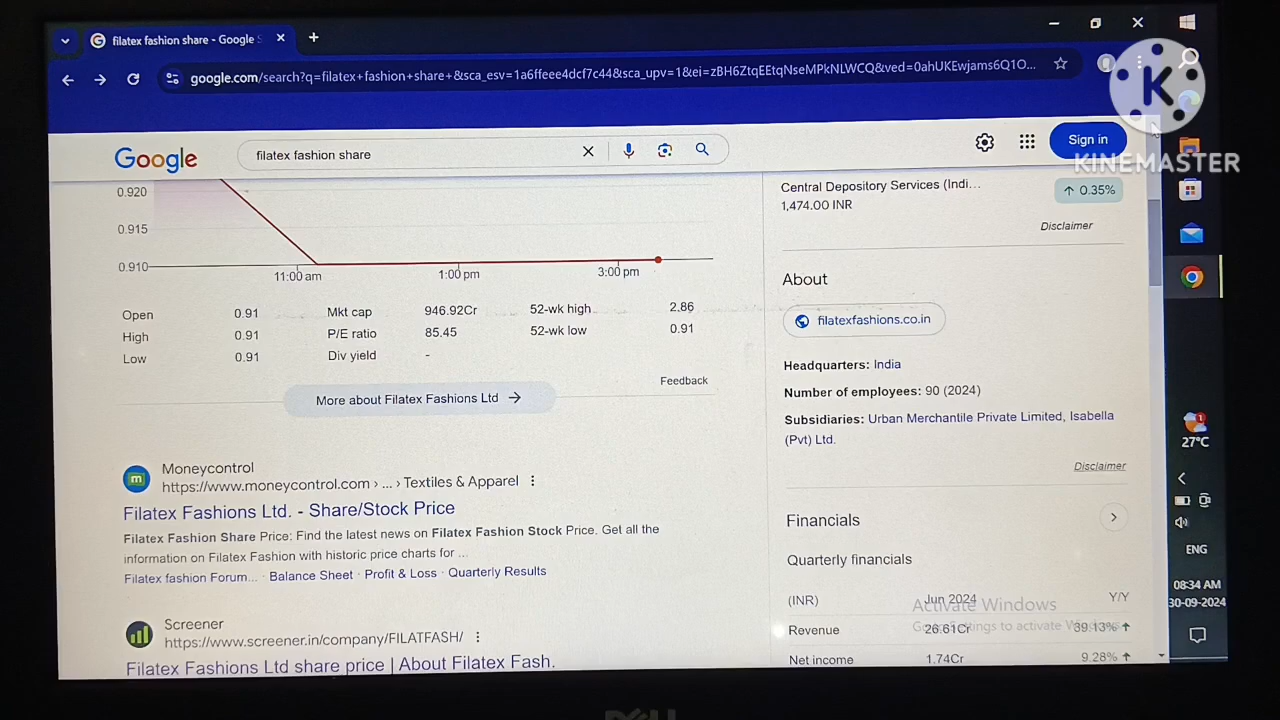 filatex fashion share - Google S
google.com/search?q=filatex+fashion+share+&sca_esv=1a6ffeee4dcf7c44&sca_upv=1&ei=zBH6ZtqEEtqNseMPkNLWCQ&ved=0ahUKEwjams6Q1O...
K
KINEMASTER
Google
filatex fashion share
Sign in
0.920
0.915
0.910
11:00 am
1:00 pm
3:00 pm
Open 0.91 Mkt cap 946.92Cr 52-wk high 2.86
High 0.91 P/E ratio 85.45 52-wk low 0.91
Low 0.91 Div yield -
Feedback
More about Filatex Fashions Ltd →
Moneycontrol
https://www.moneycontrol.com › ... › Textiles & Apparel
Filatex Fashions Ltd. - Share/Stock Price
Filatex Fashion Share Price: Find the latest news on Filatex Fashion Stock Price. Get all the
information on Filatex Fashion with historic price charts for ...
Filatex fashion Forum... · Balance Sheet · Profit & Loss · Quarterly Results
Screener
https://www.screener.in/company/FILATFASH/
Filatex Fashions Ltd share price | About Filatex Fash.
Central Depository Services (Indi...
1,474.00 INR
↑ 0.35%
Disclaimer
About
filatexfashions.co.in
Headquarters: India
Number of employees: 90 (2024)
Subsidiaries: Urban Merchantile Private Limited, Isabella
(Pvt) Ltd.
Disclaimer
Financials
Quarterly financials
(INR) Jun 2024 Y/Y
Revenue 26.61Cr 39.13% ↑
Net income 1.74Cr 9.28% ↑
Activate Windows
Go to Settings to activate Windows.
1
27°C
ENG
08:34 AM
30-09-2024
DELL